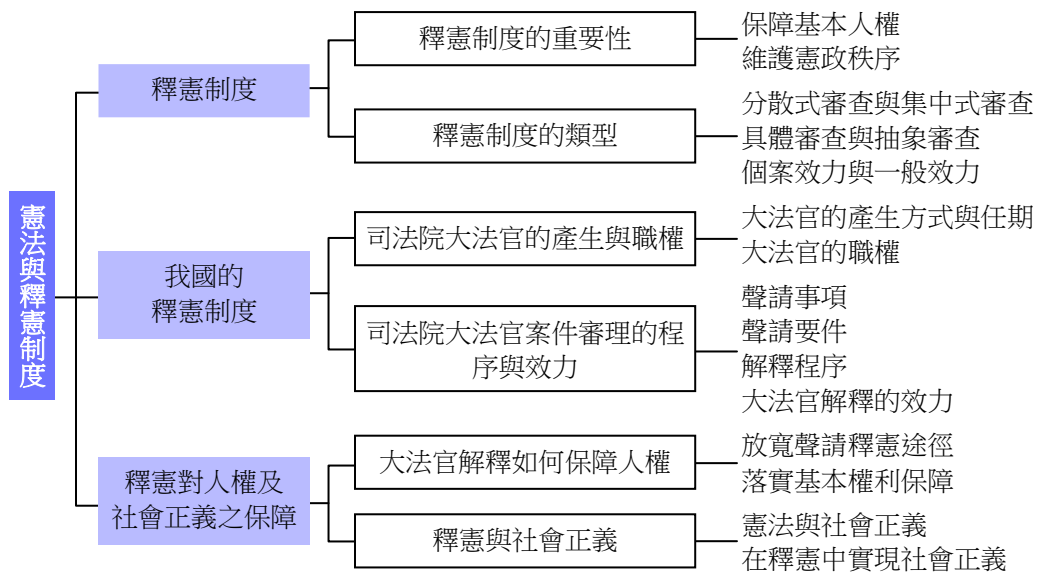 憲法與釋憲制度
釋憲制度
釋憲制度的重要性
保障基本人權
維護憲政秩序
釋憲制度的類型
分散式審查與集中式審查
具體審查與抽象審查
個案效力與一般效力
我國的
釋憲制度
司法院大法官的產生與職權
大法官的產生方式與任期
大法官的職權
司法院大法官案件審理的程
序與效力
聲請事項
聲請要件
解釋程序
大法官解釋的效力
釋憲對人權及
社會正義之保障
大法官解釋如何保障人權
放寬聲請釋憲途徑
落實基本權利保障
釋憲與社會正義
憲法與社會正義
在釋憲中實現社會正義